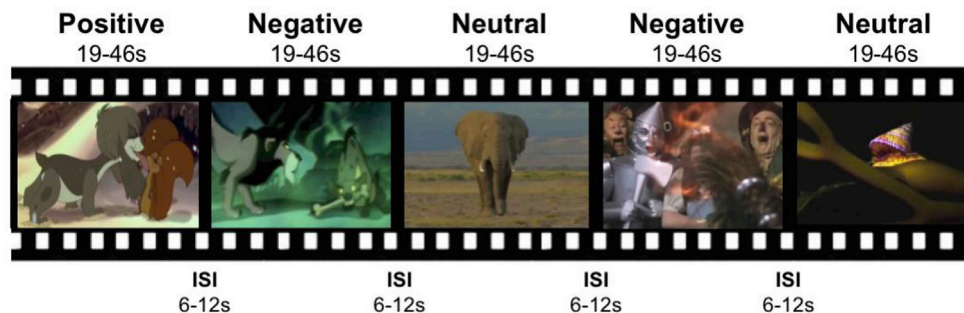 Positive Negative Neutral Negative Neutral
19-46s 19-46s 19-46s 19-46s 19-46s
ISI ISI ISI ISI
6-12s 6-12s 6-12s 6-12s